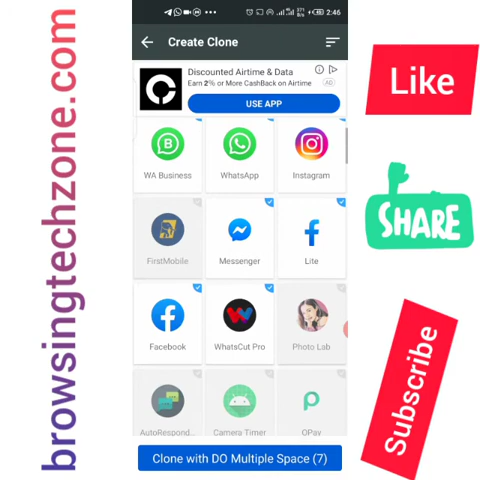 2:46
Create Clone
Discounted Airtime & Data
Earn 2% or More CashBack on Airtime
AD
USE APP
WA Business
WhatsApp
Instagram
FirstMobile
Messenger
Lite
Facebook
WhatsCut Pro
Photo Lab
AutoRespond...
Camera Timer
OPay
Clone with DO Multiple Space (7)
browsingtechzone.com
Like
SHARE
Subscribe